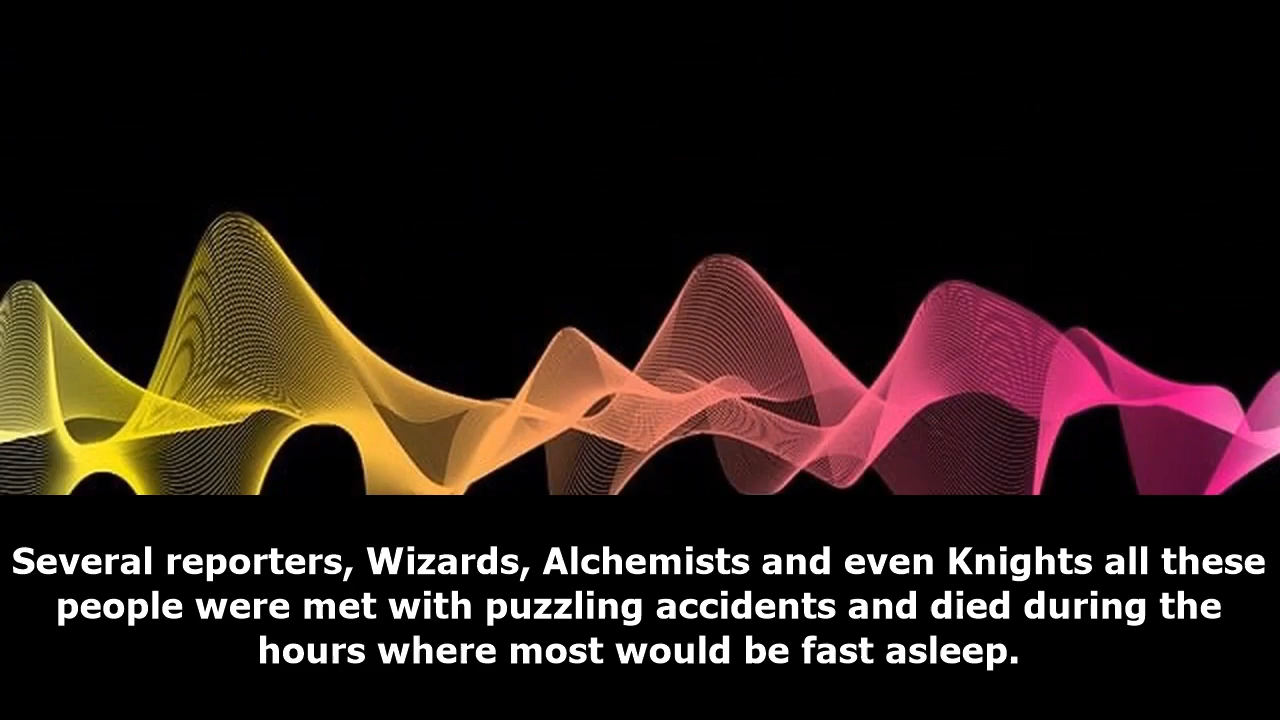 Several reporters, Wizards, Alchemists and even Knights all these
people were met with puzzling accidents and died during the
hours where most would be fast asleep.